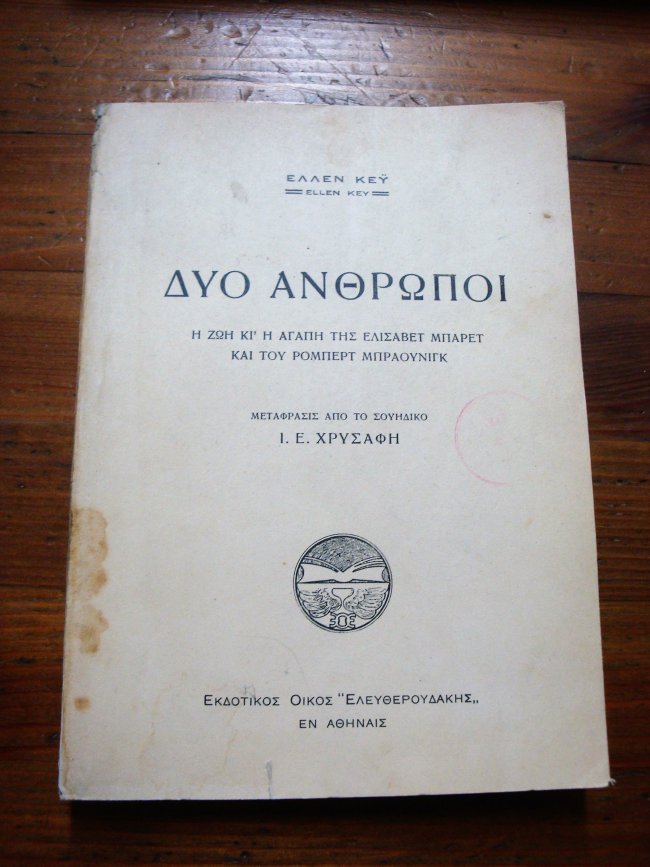 ΕΛΛΕΝ ΚΕΫ
ELLEN KEY
ΔΥΟ ΑΝΘΡΩΠΟΙ
Η ΖΩΗ ΚΙ' Η ΑΓΑΠΗ ΤΗΣ ΕΛΙΣΑΒΕΤ ΜΠΑΡΕΤ
ΚΑΙ ΤΟΥ ΡΟΜΠΕΡΤ ΜΠΡΑΟΥΝΙΓΚ
ΜΕΤΑΦΡΑΣΙΣ ΑΠΟ ΤΟ ΣΟΥΗΔΙΚΟ
Ι. Ε. ΧΡΥΣΑΦΗ
ΕΚΔΟΤΙΚΟΣ ΟΙΚΟΣ "ΕΛΕΥΘΕΡΟΥΔΑΚΗΣ„
ΕΝ ΑΘΗΝΑΙΣ